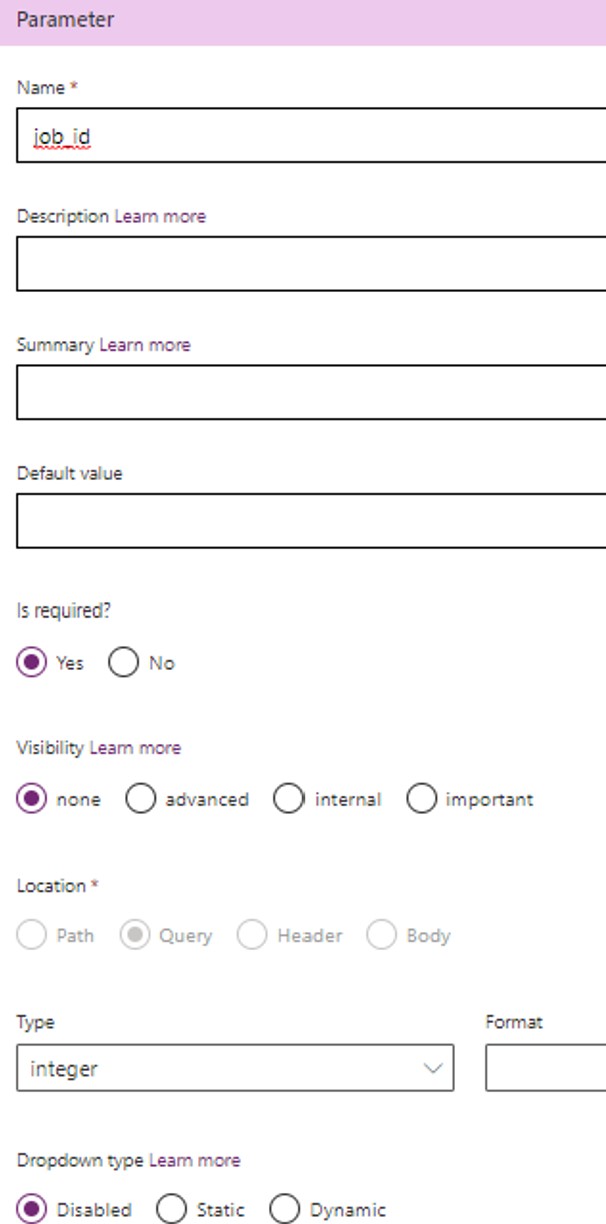 Parameter
Name *
job_id
Description Learn more
Summary Learn more
Default value
Is required?
Yes No
Visibility Learn more
none advanced internal important
Location *
Path Query Header Body
Type Format
integer
Dropdown type Learn more
Disabled Static Dynamic